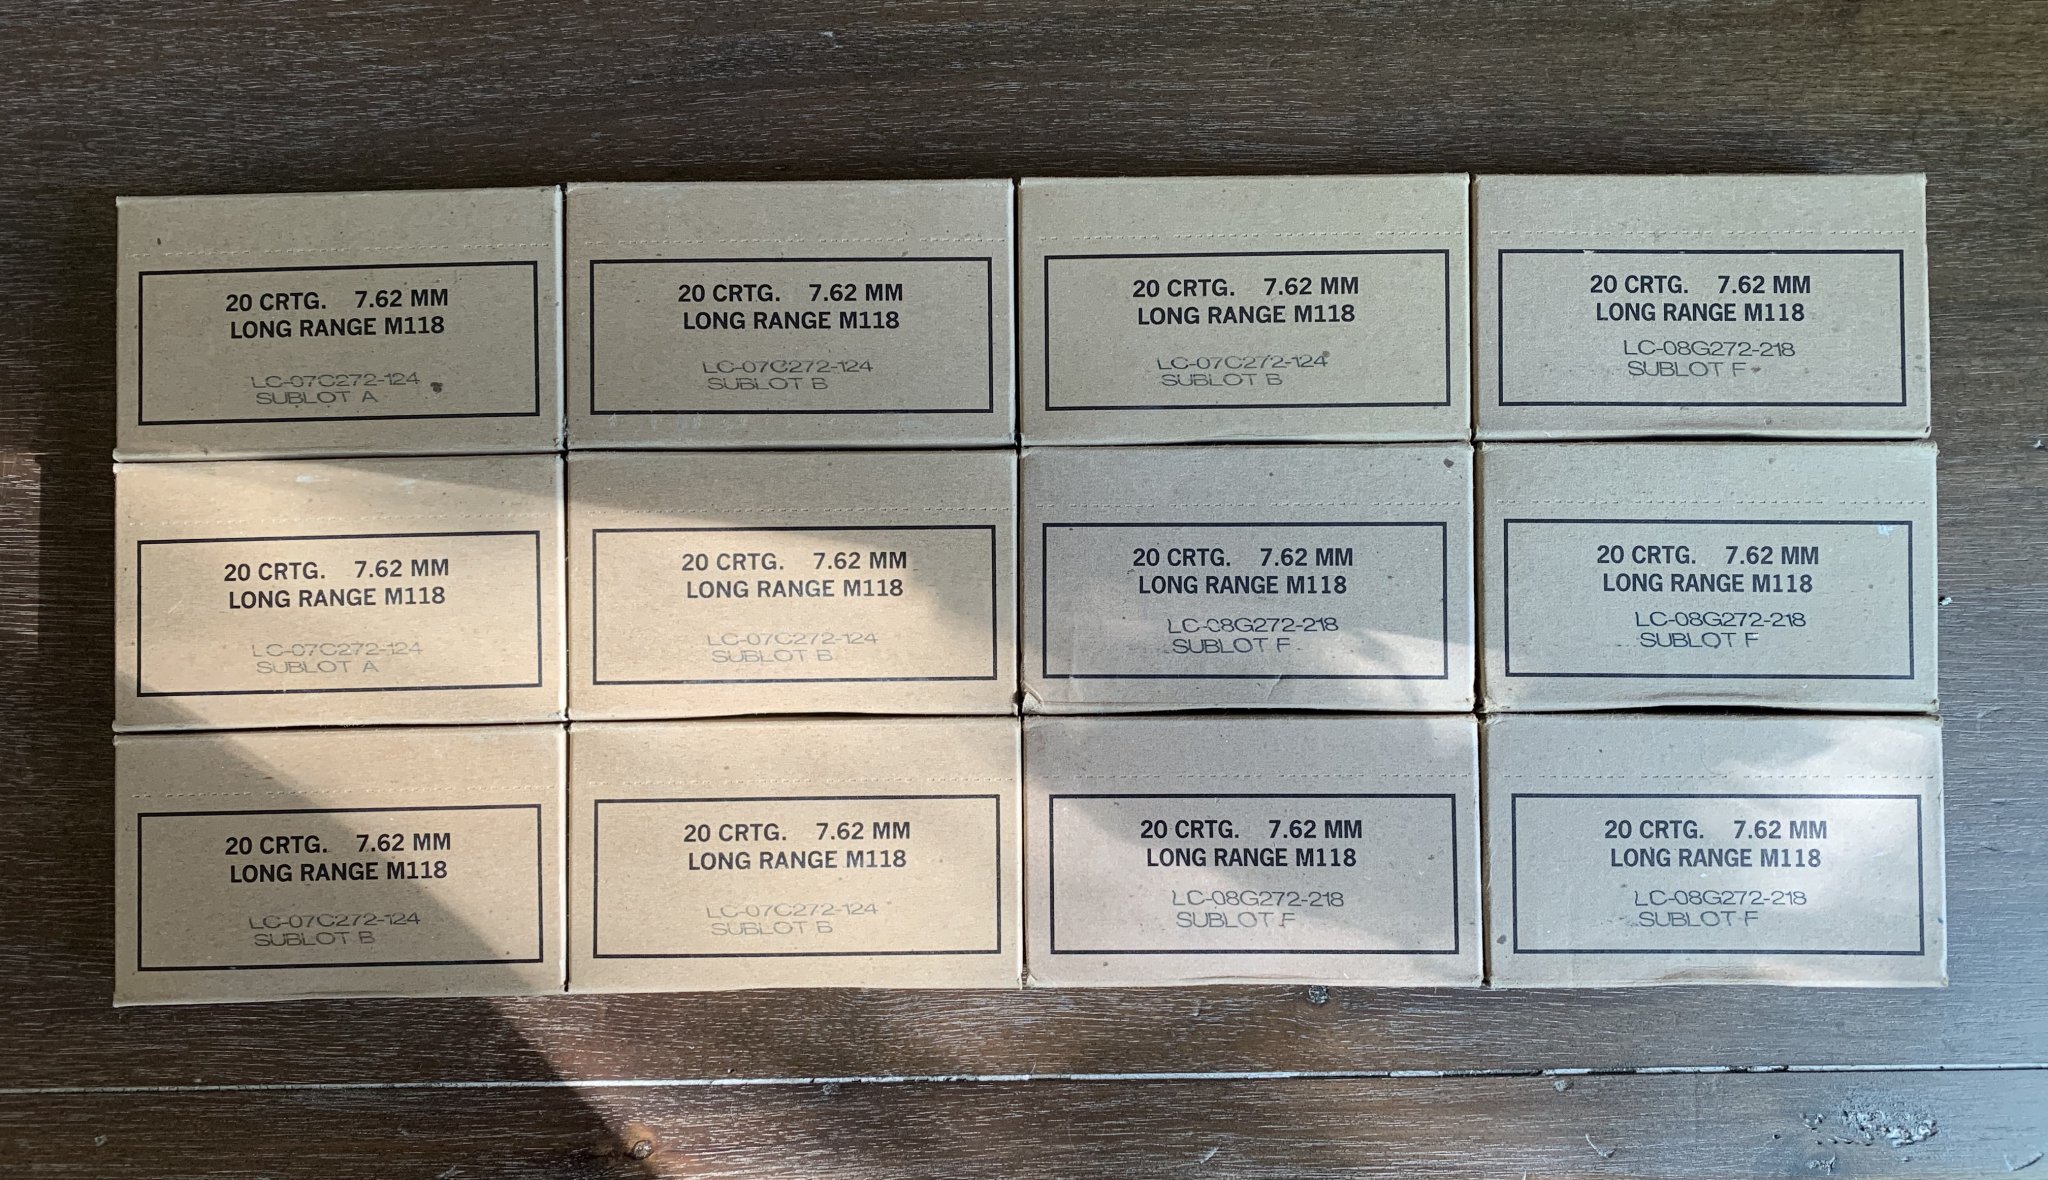 20 CRTG. 7.62 MM
LONG RANGE M118
LC-07C272-124
SUBLOT A
20 CRTG. 7.62 MM
LONG RANGE M118
LC-07C272-124
SUBLOT B
20 CRTG. 7.62 MM
LONG RANGE M118
LC-07C272-124
SUBLOT B
20 CRTG. 7.62 MM
LONG RANGE M118
LC-08G272-218
SUBLOT F
20 CRTG. 7.62 MM
LONG RANGE M118
LC-07C272-124
SUBLOT A
20 CRTG. 7.62 MM
LONG RANGE M118
LC-07C272-124
SUBLOT B
20 CRTG. 7.62 MM
LONG RANGE M118
LC-08G272-218
SUBLOT F
20 CRTG. 7.62 MM
LONG RANGE M118
LC-08G272-218
SUBLOT F
20 CRTG. 7.62 MM
LONG RANGE M118
LC-07C272-124
SUBLOT B
20 CRTG. 7.62 MM
LONG RANGE M118
LC-07C272-124
SUBLOT B
20 CRTG. 7.62 MM
LONG RANGE M118
LC-08G272-218
SUBLOT F
20 CRTG. 7.62 MM
LONG RANGE M118
LC-08G272-218
SUBLOT F